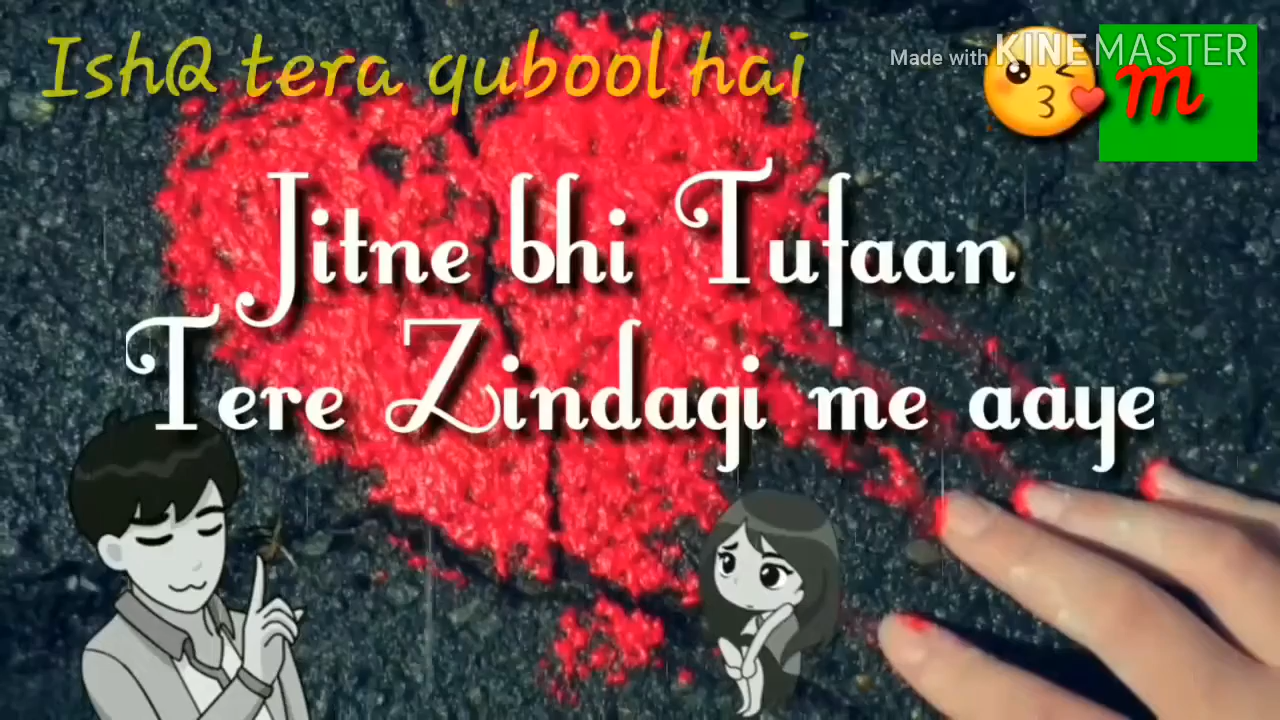 IshQ tera qubool hai
Made with KINEMASTER
m
Jitne bhi Tufaan
Tere Zindagi me aaye